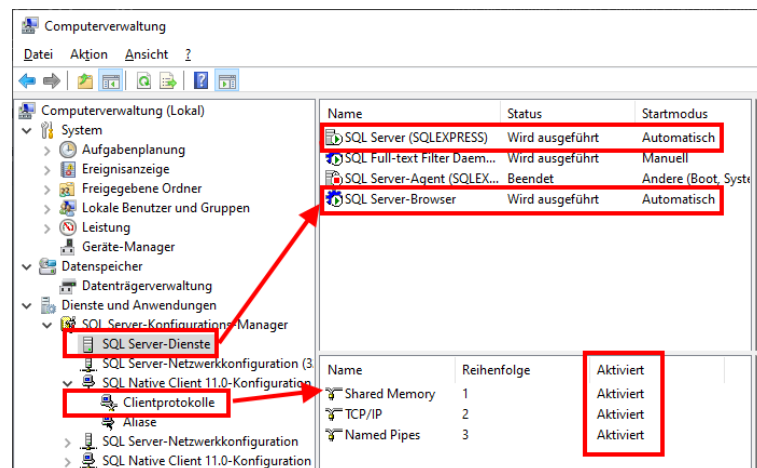 Computerverwaltung
Datei Aktion Ansicht ?
Computerverwaltung (Lokal)
System
Aufgabenplanung
Ereignisanzeige
Freigegebene Ordner
Lokale Benutzer und Gruppen
Leistung
Geräte-Manager
Datenspeicher
Datenträgerverwaltung
Dienste und Anwendungen
SQL Server-Konfigurations-Manager
SQL Server-Dienste
SQL Server-Netzwerkkonfiguration (3
SQL Native Client 11.0-Konfiguration
Clientprotokolle
Aliase
SQL Server-Netzwerkkonfiguration
SQL Native Client 11.0-Konfiguration
Name Status Startmodus
SQL Server (SQLEXPRESS) Wird ausgeführt Automatisch
SQL Full-text Filter Daem... Wird ausgeführt Manuell
SQL Server-Agent (SQLEX... Beendet Andere (Boot, Syste
SQL Server-Browser Wird ausgeführt Automatisch
Name Reihenfolge Aktiviert
Shared Memory 1 Aktiviert
TCP/IP 2 Aktiviert
Named Pipes 3 Aktiviert